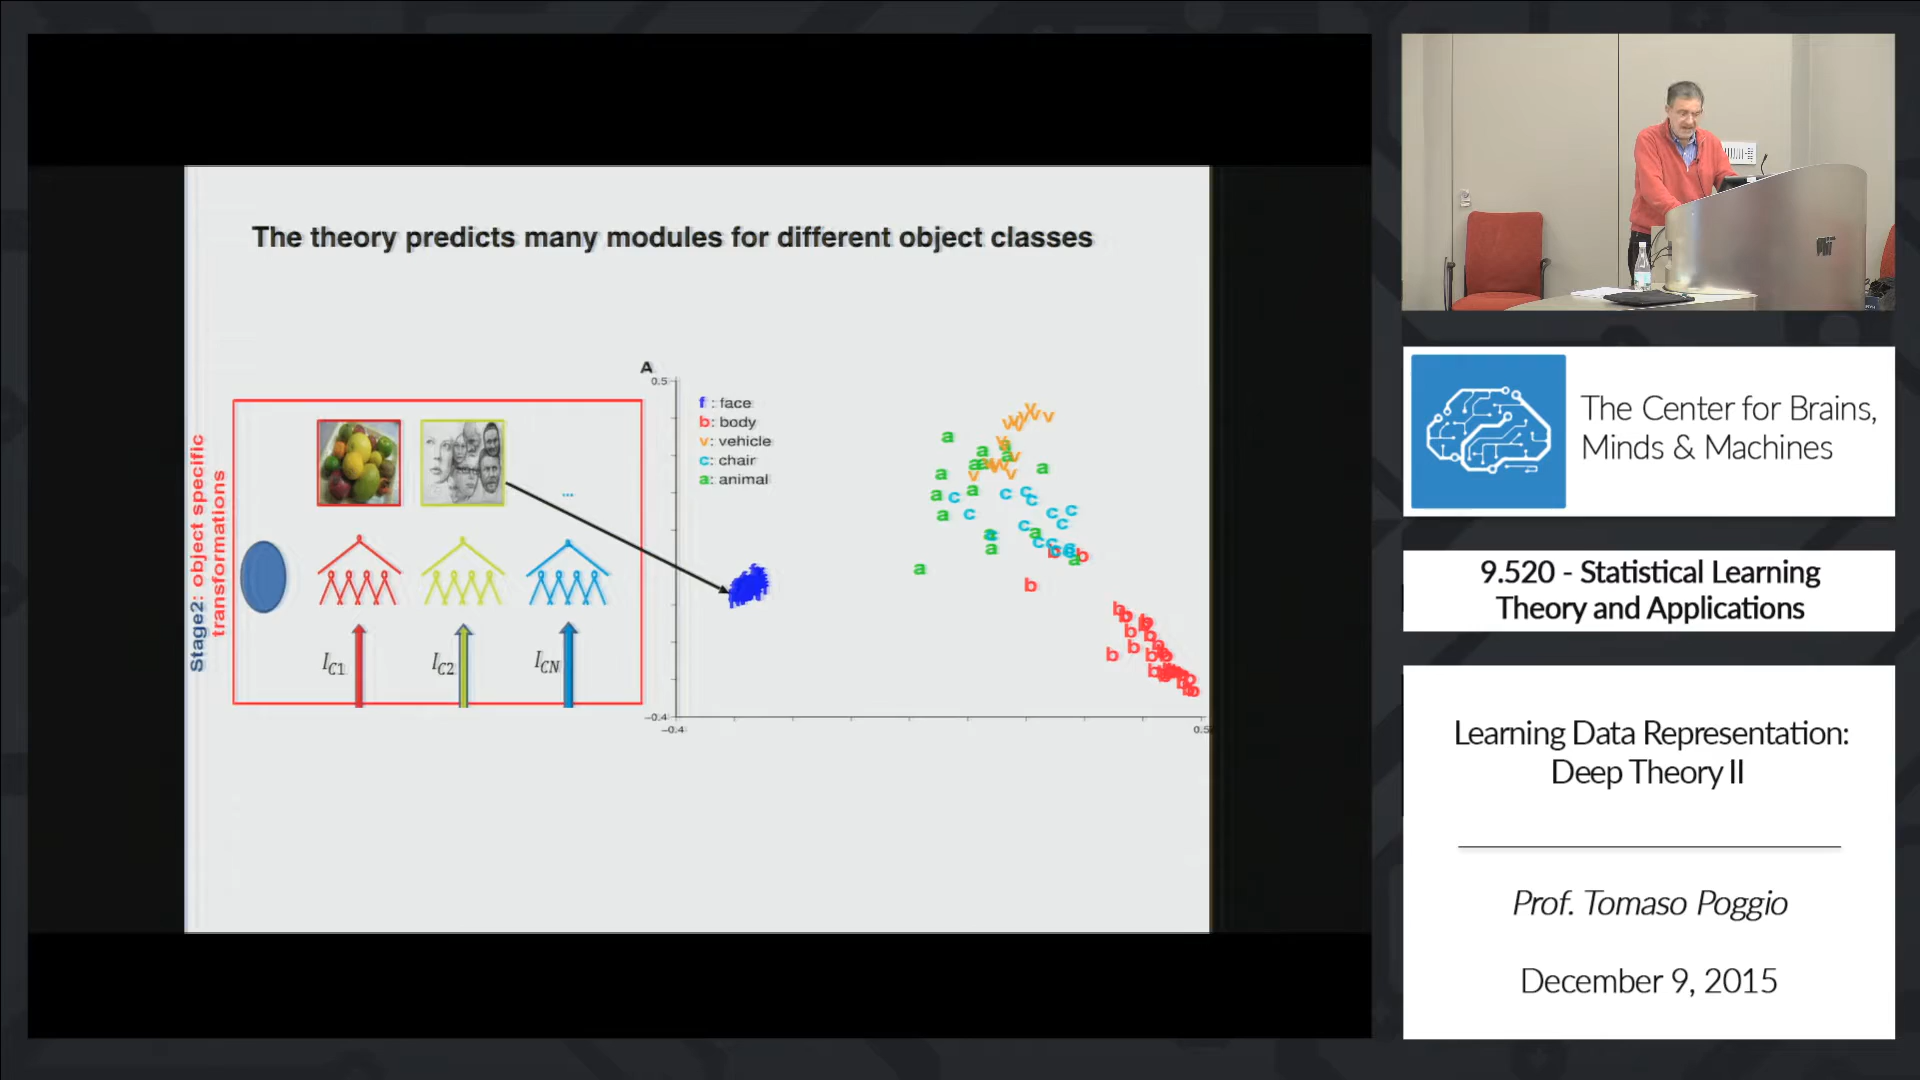 The theory predicts many modules for different object classes
Stage2: object specific
transformations
...
I_C1
I_C2
I_CN
A
0.5
f : face
b: body
v: vehicle
c: chair
a: animal
-0.4
-0.4
0.5
MIT
The Center for Brains,
Minds & Machines
9.520 - Statistical Learning
Theory and Applications
Learning Data Representation:
Deep Theory II
Prof. Tomaso Poggio
December 9, 2015